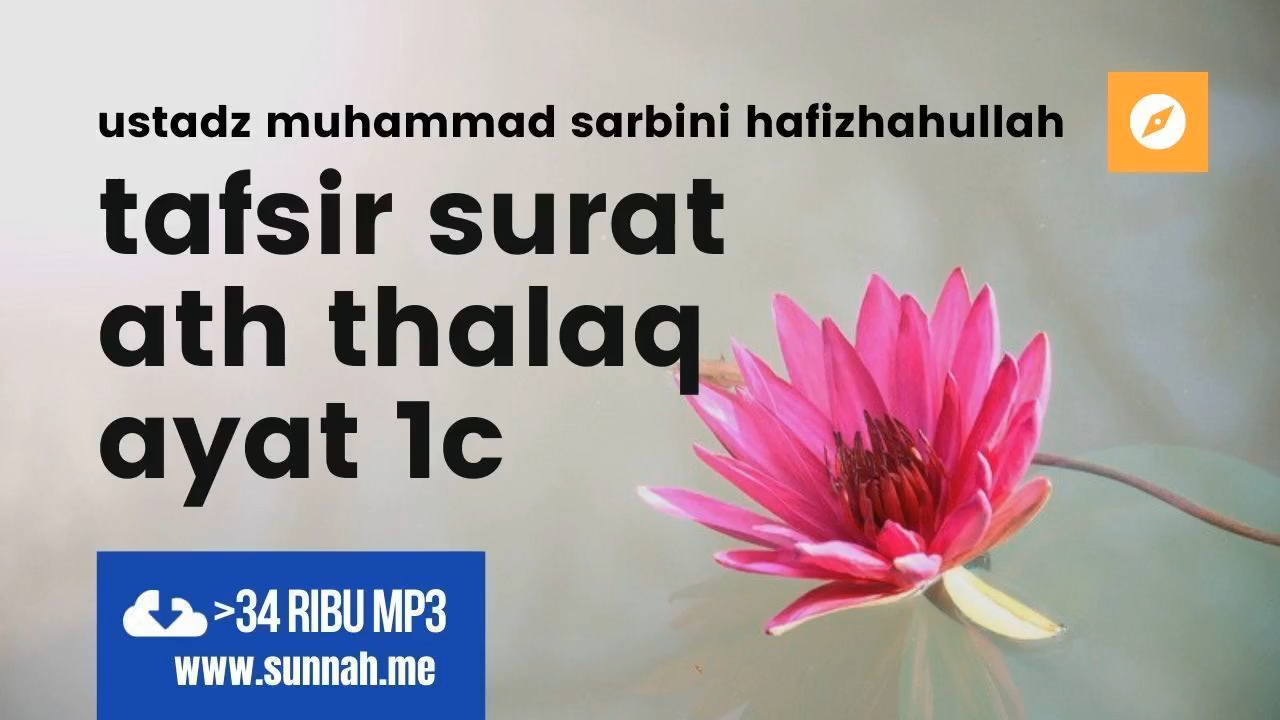 ustadz muhammad sarbini hafizhahullah
tafsir surat
ath thalaq
ayat 1c
>34 RIBU MP3
www.sunnah.me